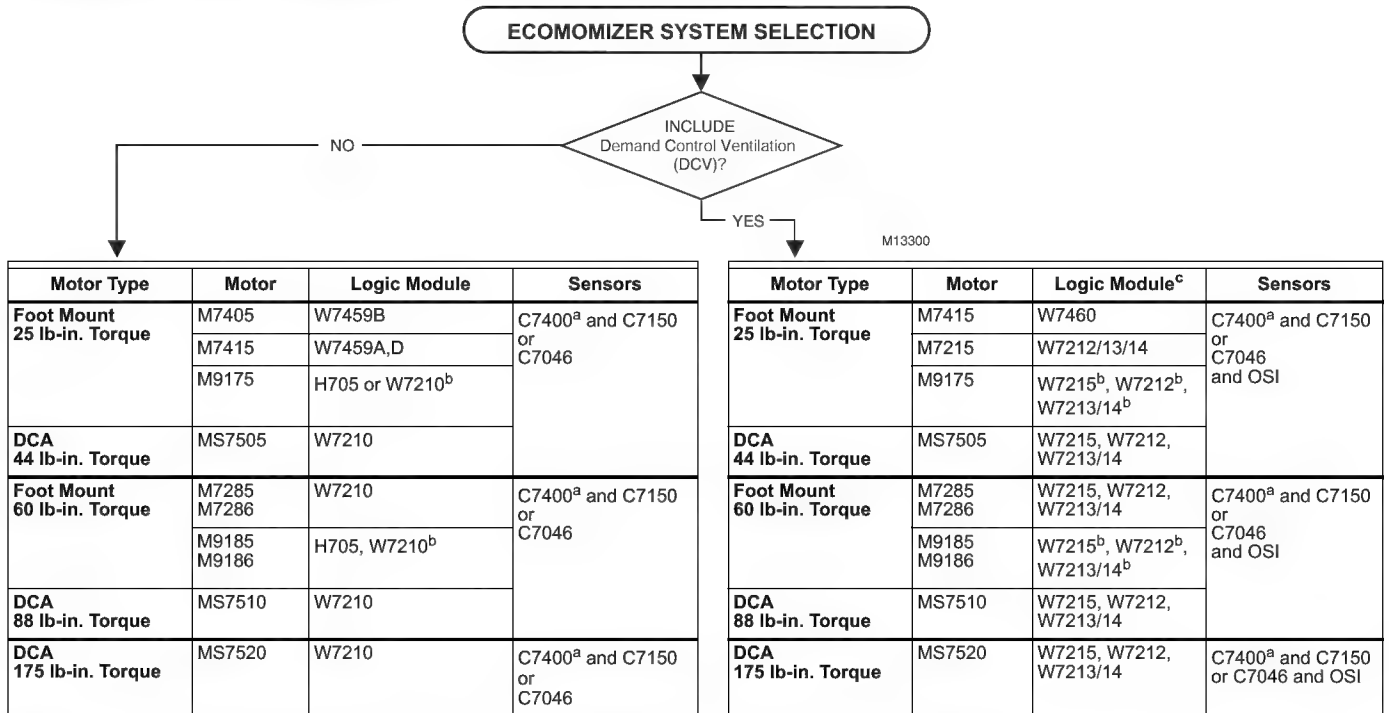 ECOMOMIZER SYSTEM SELECTION
INCLUDE
Demand Control Ventilation
(DCV)?
NO
YES
M13300
Motor Type Motor Logic Module Sensors
Foot Mount
25 lb-in. Torque
M7405 W7459B
M7415 W7459A,D
M9175 H705 or W7210b
C7400a and C7150
or
C7046
DCA
44 lb-in. Torque
MS7505 W7210
Foot Mount
60 lb-in. Torque
M7285
M7286
W7210
M9185
M9186
H705, W7210b
C7400a and C7150
or
C7046
DCA
88 lb-in. Torque
MS7510 W7210
DCA
175 lb-in. Torque
MS7520 W7210
C7400a and C7150
or
C7046
Motor Type Motor Logic Modulec Sensors
Foot Mount
25 lb-in. Torque
M7415 W7460
M7215 W7212/13/14
M9175 W7215b, W7212b,
W7213/14b
C7400a and C7150
or
C7046
and OSI
DCA
44 lb-in. Torque
MS7505 W7215, W7212,
W7213/14
Foot Mount
60 lb-in. Torque
M7285
M7286
W7215, W7212,
W7213/14
M9185
M9186
W7215b, W7212b,
W7213/14b
C7400a and C7150
or
C7046
and OSI
DCA
88 lb-in. Torque
MS7510 W7215, W7212,
W7213/14
DCA
175 lb-in. Torque
MS7520 W7215, W7212,
W7213/14
C7400a and C7150
or C7046 and OSI